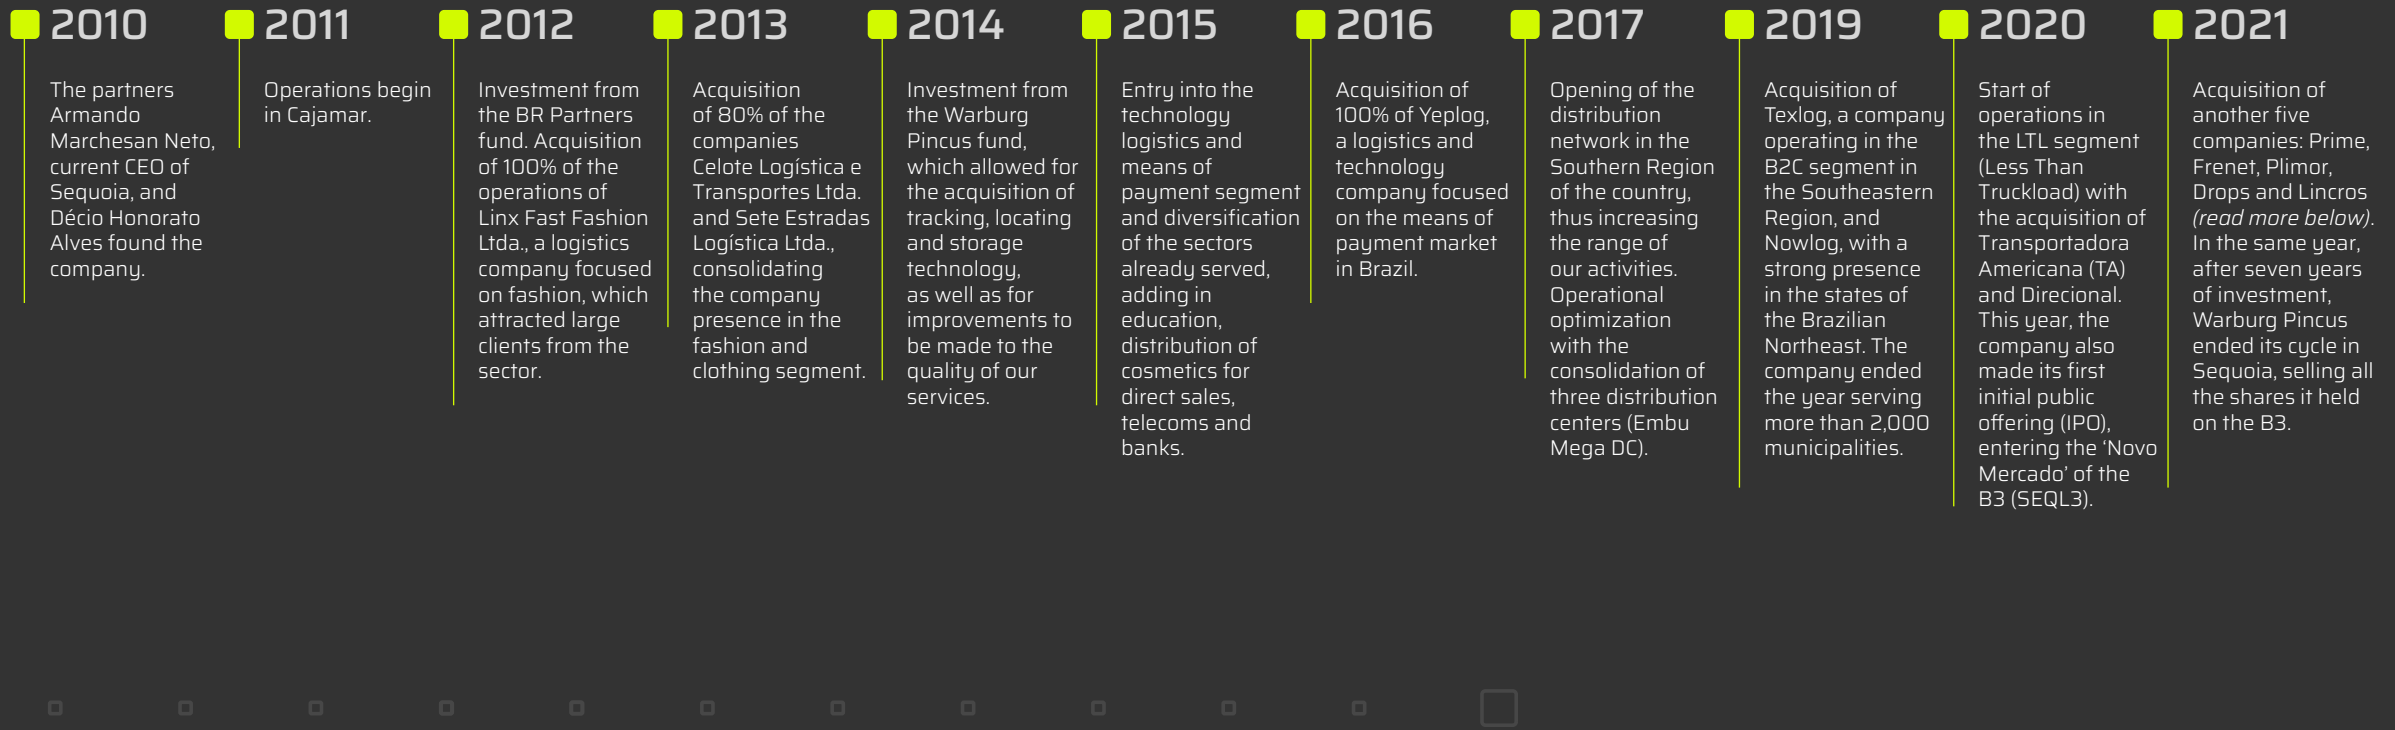 2010
The partners
Armando
Marchesan Neto,
current CEO of
Sequoia, and
Décio Honorato
Alves found the
company.
2011
Operations begin
in Cajamar.
2012
Investment from
the BR Partners
fund. Acquisition
of 100% of the
operations of
Linx Fast Fashion
Ltda., a logistics
company focused
on fashion, which
attracted large
clients from the
sector.
2013
Acquisition
of 80% of the
companies
Celote Logística e
Transportes Ltda.
and Sete Estradas
Logística Ltda.,
consolidating
the company
presence in the
fashion and
clothing segment.
2014
Investment from
the Warburg
Pincus fund,
which allowed for
the acquisition of
tracking, locating
and storage
technology,
as well as for
improvements to
be made to the
quality of our
services.
2015
Entry into the
technology
logistics and
means of
payment segment
and diversification
of the sectors
already served,
adding in
education,
distribution of
cosmetics for
direct sales,
telecoms and
banks.
2016
Acquisition of
100% of Yeplog,
a logistics and
technology
company focused
on the means of
payment market
in Brazil.
2017
Opening of the
distribution
network in the
Southern Region
of the country,
thus increasing
the range of
our activities.
Operational
optimization
with the
consolidation of
three distribution
centers (Embu
Mega DC).
2019
Acquisition of
Texlog, a company
operating in the
B2C segment in
the Southeastern
Region, and
Nowlog, with a
strong presence
in the states of
the Brazilian
Northeast. The
company ended
the year serving
more than 2,000
municipalities.
2020
Start of
operations in
the LTL segment
(Less Than
Truckload) with
the acquisition of
Transportadora
Americana (TA)
and Direcional.
This year, the
company also
made its first
initial public
offering (IPO),
entering the ‘Novo
Mercado’ of the
B3 (SEQL3).
2021
Acquisition of
another five
companies: Prime,
Frenet, Plimor,
Drops and Lincros
(read more below).
In the same year,
after seven years
of investment,
Warburg Pincus
ended its cycle in
Sequoia, selling all
the shares it held
on the B3.